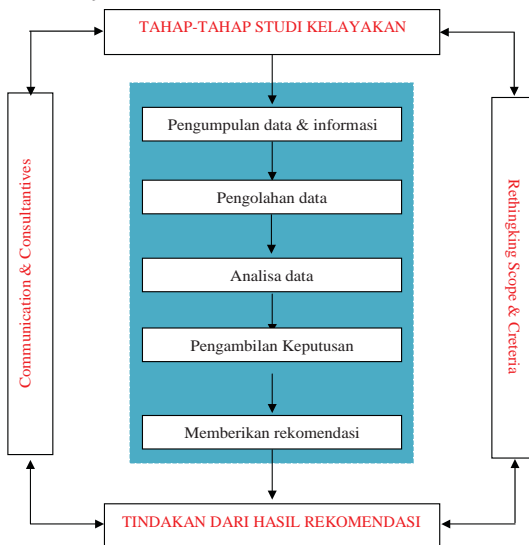 TAHAP-TAHAP STUDI KELAYAKAN
Communication & Consultantives
Pengumpulan data & informasi
Pengolahan data
Analisa data
Pengambilan Keputusan
Memberikan rekomendasi
Rethingking Scope & Creteria
TINDAKAN DARI HASIL REKOMENDASI